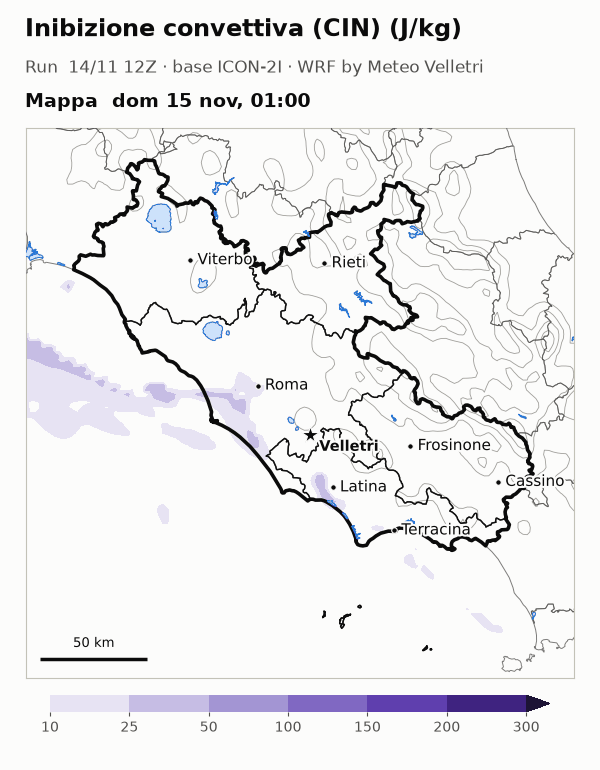 Inibizione convettiva (CIN) (J/kg)
Run  14/11 12Z · base ICON-2I · WRF by Meteo Velletri
Mappa  dom 15 nov, 01:00
Viterbo
Rieti
Roma
Velletri
Frosinone
Cassino
Latina
Terracina
50 km
10 25 50 100 150 200 300